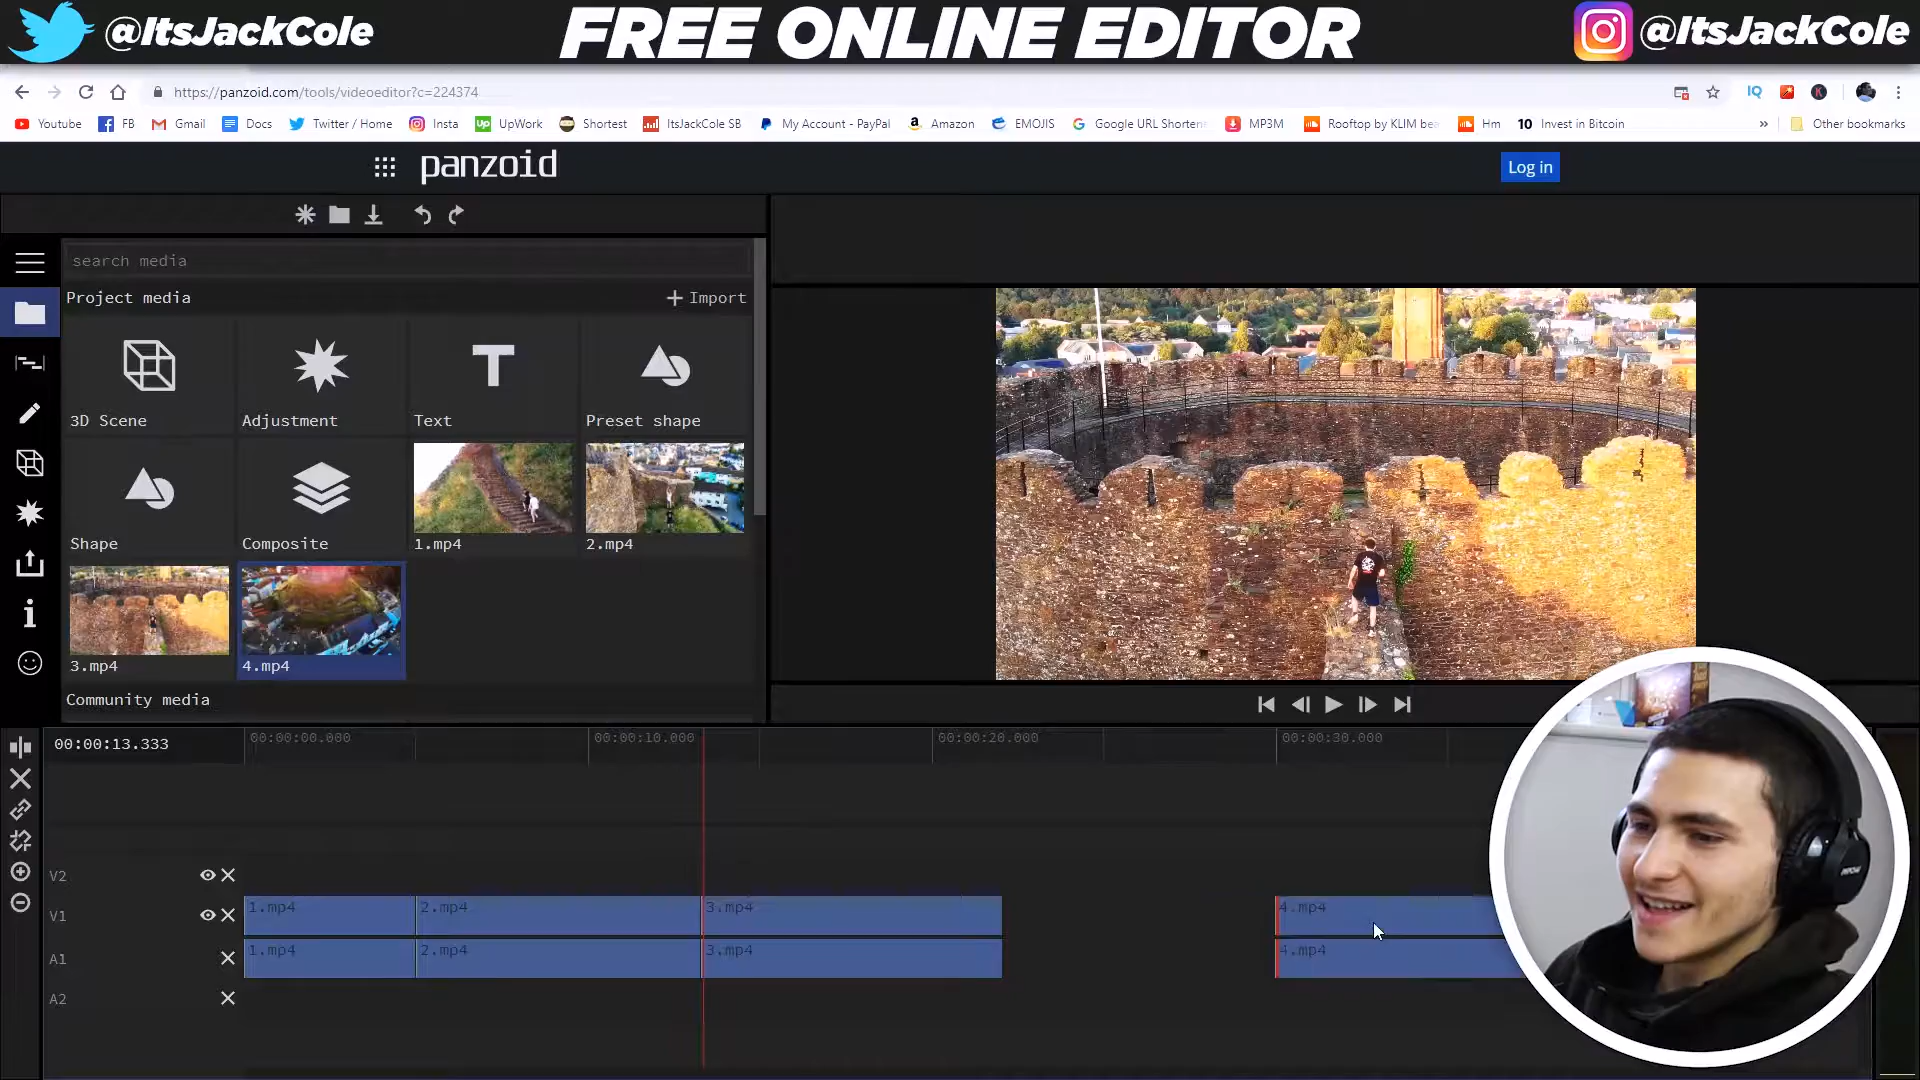 @ItsJackCole
FREE ONLINE EDITOR
@ItsJackCole
https://panzoid.com/tools/videoeditor?c=224374
IQ
K
Youtube
FB
Gmail
Docs
Twitter / Home
Insta
Up
UpWork
Shortest
ItsJackCole SB
My Account - PayPal
Amazon
EMOJIS
Google URL Shorten
MP3M
Rooftop by KLIM bea
Hm
10
Invest in Bitcoin
»
Other bookmarks
panzoid
Log in
search media
Project media
+ Import
3D Scene
Adjustment
T
Text
Preset shape
Shape
Composite
1.mp4
2.mp4
3.mp4
4.mp4
Community media
00:00:13.333
00:00:00.000
00:00:10.000
00:00:20.000
00:00:30.000
V2
V1
1.mp4
2.mp4
3.mp4
4.mp4
A1
1.mp4
2.mp4
3.mp4
4.mp4
A2